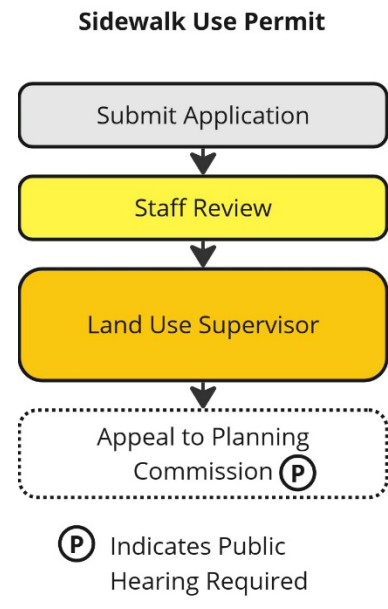 Sidewalk Use Permit
Submit Application
Staff Review
Land Use Supervisor
Appeal to Planning
Commission P
P Indicates Public
Hearing Required